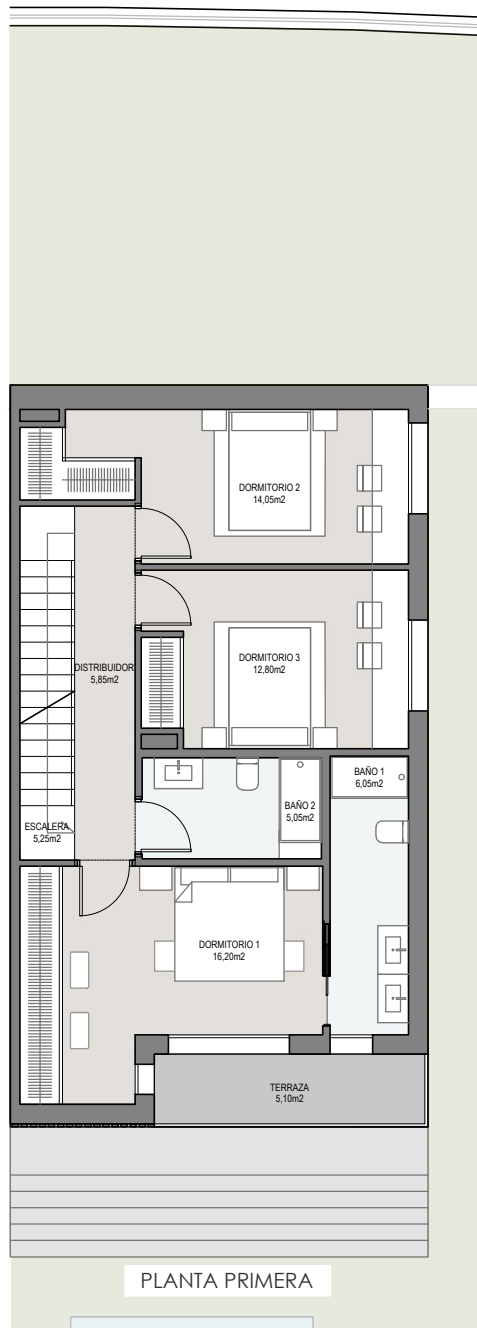 DORMITORIO 2
14,05m2
DORMITORIO 3
12,80m2
DISTRIBUIDOR
5,85m2
BAÑO 1
6,05m2
BAÑO 2
5,05m2
ESCALERA
5,25m2
DORMITORIO 1
16,20m2
TERRAZA
5,10m2
PLANTA PRIMERA